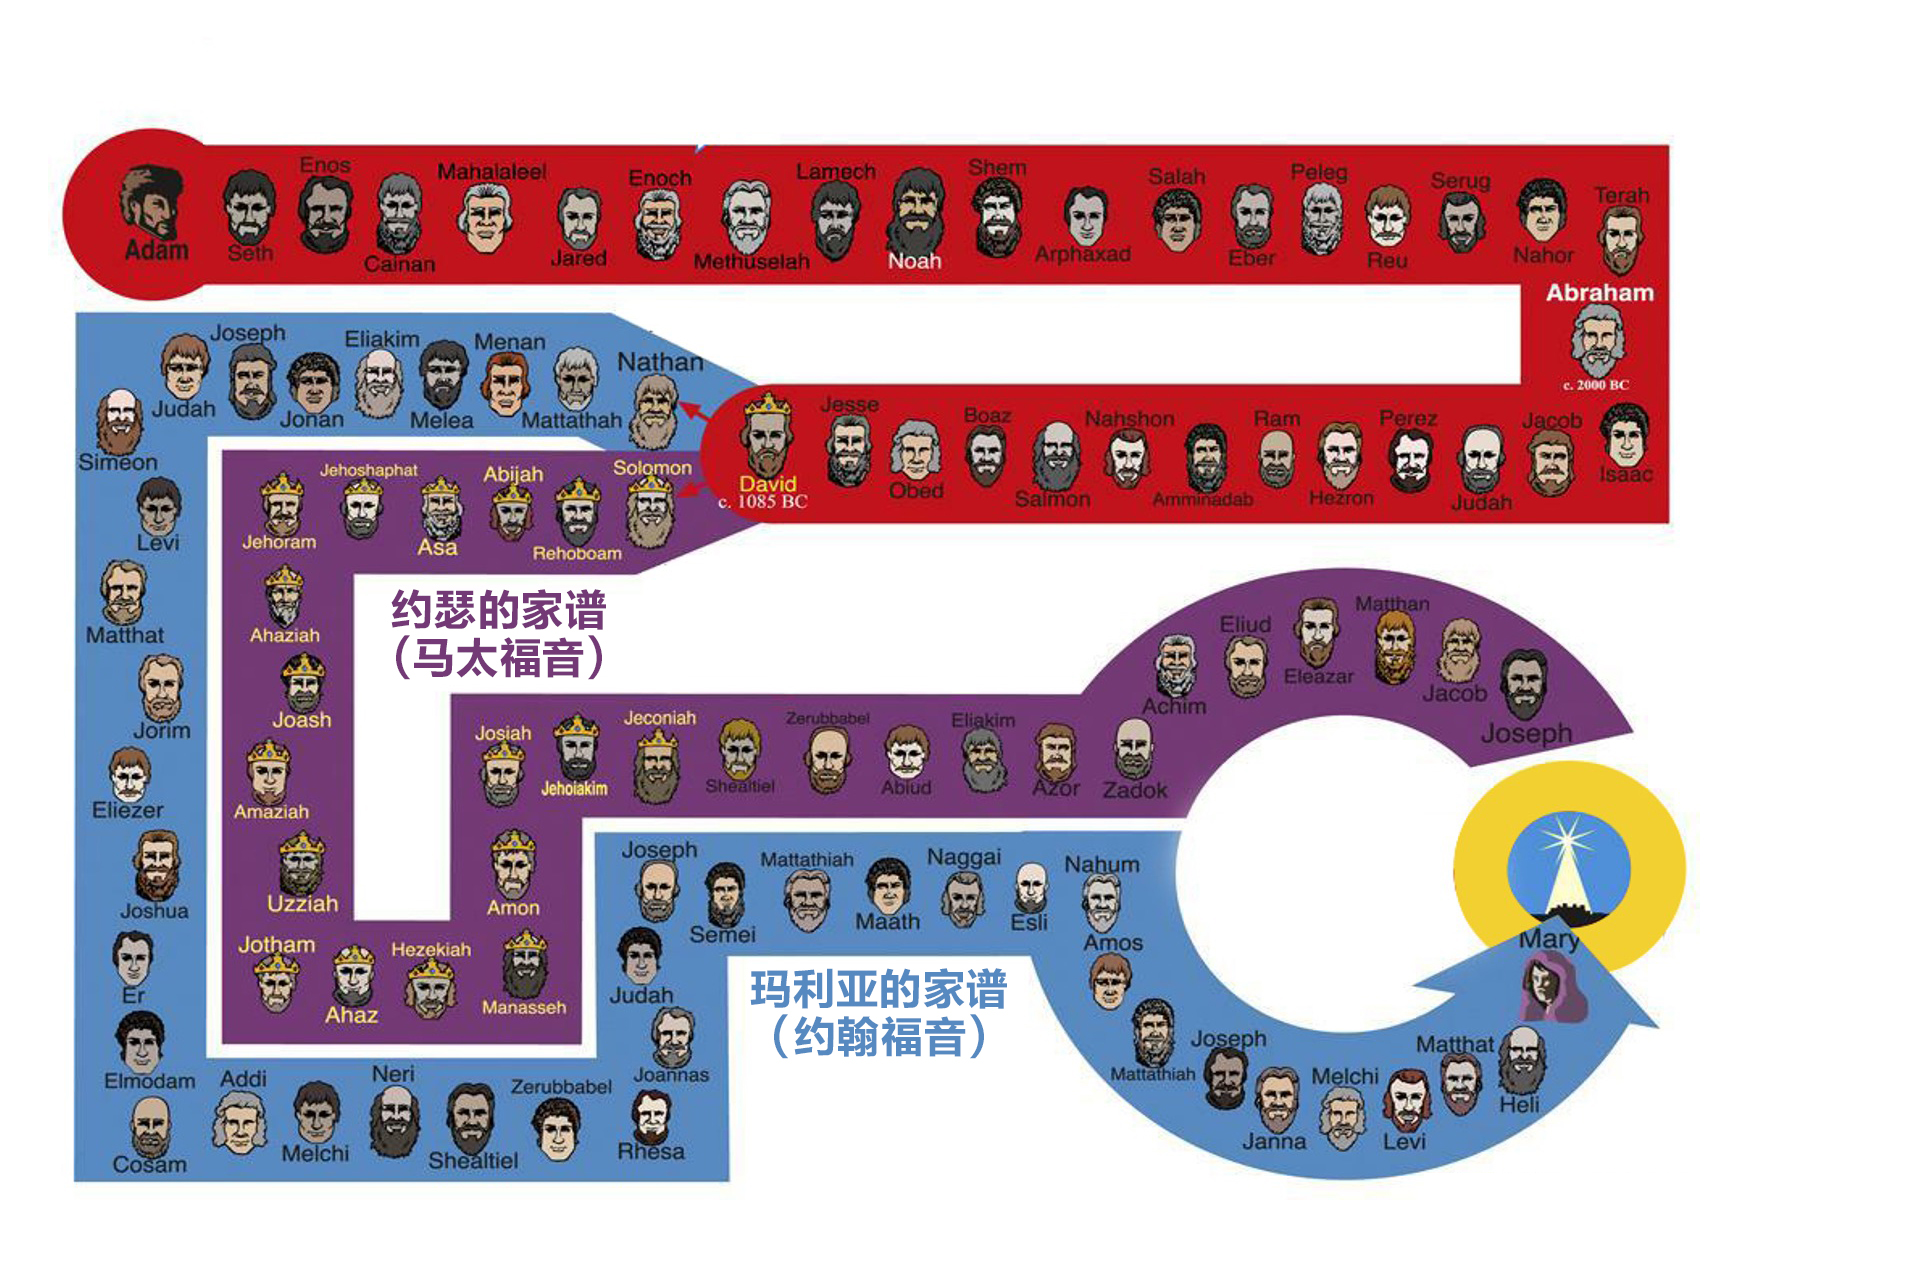 Adam
Seth
Enos
Cainan
Mahalaleel
Jared
Enoch
Methuselah
Lamech
Noah
Shem
Arphaxad
Salah
Eber
Peleg
Reu
Serug
Nahor
Terah
Abraham
c. 2000 BC
Isaac
Jacob
Judah
Perez
Hezron
Ram
Amminadab
Nahshon
Salmon
Boaz
Obed
Jesse
David
c. 1085 BC
Nathan
Mattathah
Menan
Melea
Eliakim
Jonan
Joseph
Judah
Simeon
Levi
Matthat
Jorim
Eliezer
Joshua
Er
Elmodam
Cosam
Addi
Melchi
Neri
Shealtiel
Zerubbabel
Rhesa
Joannas
Judah
Joseph
Semei
Mattathiah
Maath
Naggai
Esli
Nahum
Amos
Mattathiah
Joseph
Janna
Melchi
Levi
Matthat
Heli
Mary
Solomon
Rehoboam
Abijah
Asa
Jehoshaphat
Jehoram
Ahaziah
Joash
Amaziah
Uzziah
Jotham
Ahaz
Hezekiah
Manasseh
Amon
Josiah
Jehoiakim
Jeconiah
Shealtiel
Zerubbabel
Abiud
Eliakim
Azor
Zadok
Achim
Eliud
Eleazar
Matthan
Jacob
Joseph
约瑟的家谱
（马太福音）
玛利亚的家谱
（约翰福音）